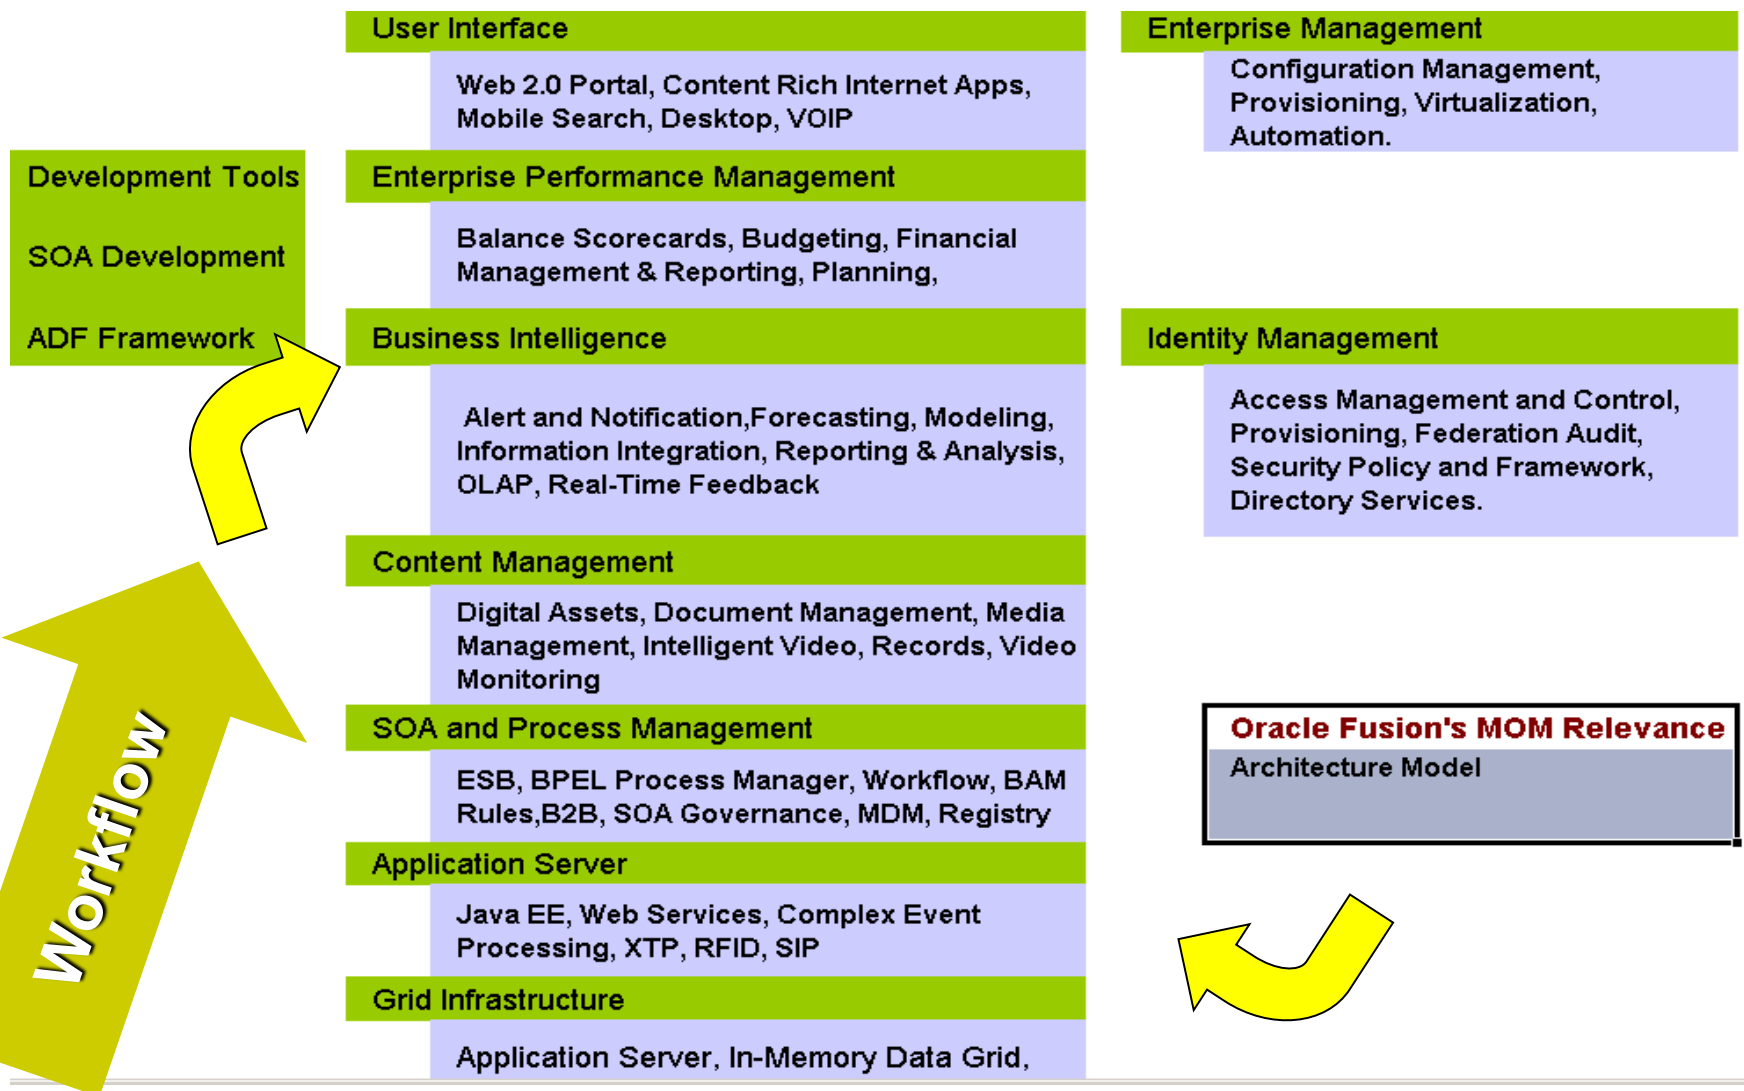 User Interface
Web 2.0 Portal, Content Rich Internet Apps,
Mobile Search, Desktop, VOIP
Enterprise Management
Configuration Management,
Provisioning, Virtualization,
Automation.
Development Tools
SOA Development
ADF Framework
Enterprise Performance Management
Balance Scorecards, Budgeting, Financial
Management & Reporting, Planning,
Business Intelligence
Alert and Notification,Forecasting, Modeling,
Information Integration, Reporting & Analysis,
OLAP, Real-Time Feedback
Identity Management
Access Management and Control,
Provisioning, Federation Audit,
Security Policy and Framework,
Directory Services.
Content Management
Digital Assets, Document Management, Media
Management, Intelligent Video, Records, Video
Monitoring
SOA and Process Management
ESB, BPEL Process Manager, Workflow, BAM
Rules,B2B, SOA Governance, MDM, Registry
Oracle Fusion's MOM Relevance
Architecture Model
Workflow
Application Server
Java EE, Web Services, Complex Event
Processing, XTP, RFID, SIP
Grid Infrastructure
Application Server, In-Memory Data Grid,